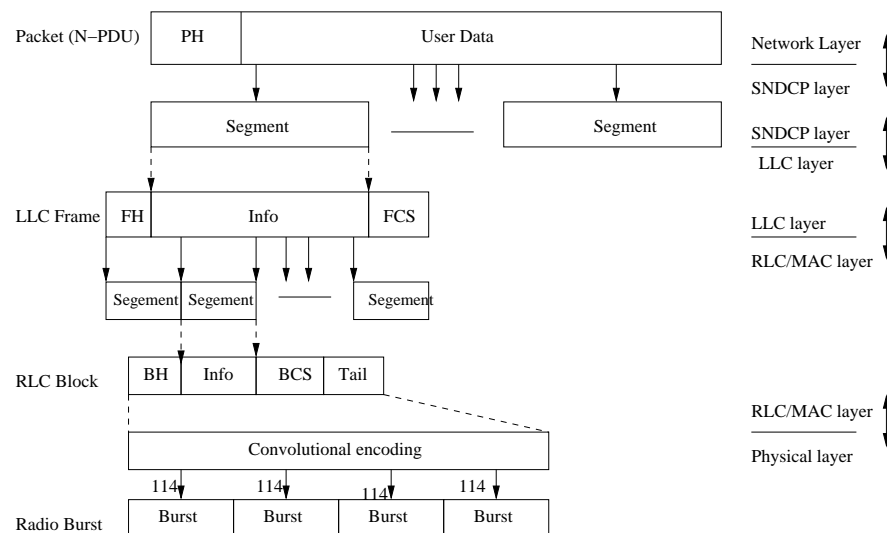 Packet (N−PDU) PH User Data Network Layer
SNDCP layer
Segment Segment SNDCP layer
LLC layer
LLC Frame FH Info FCS LLC layer
RLC/MAC layer
Segement Segement Segement
RLC Block BH Info BCS Tail
RLC/MAC layer
Convolutional encoding Physical layer
114 114 114 114
Radio Burst Burst Burst Burst Burst